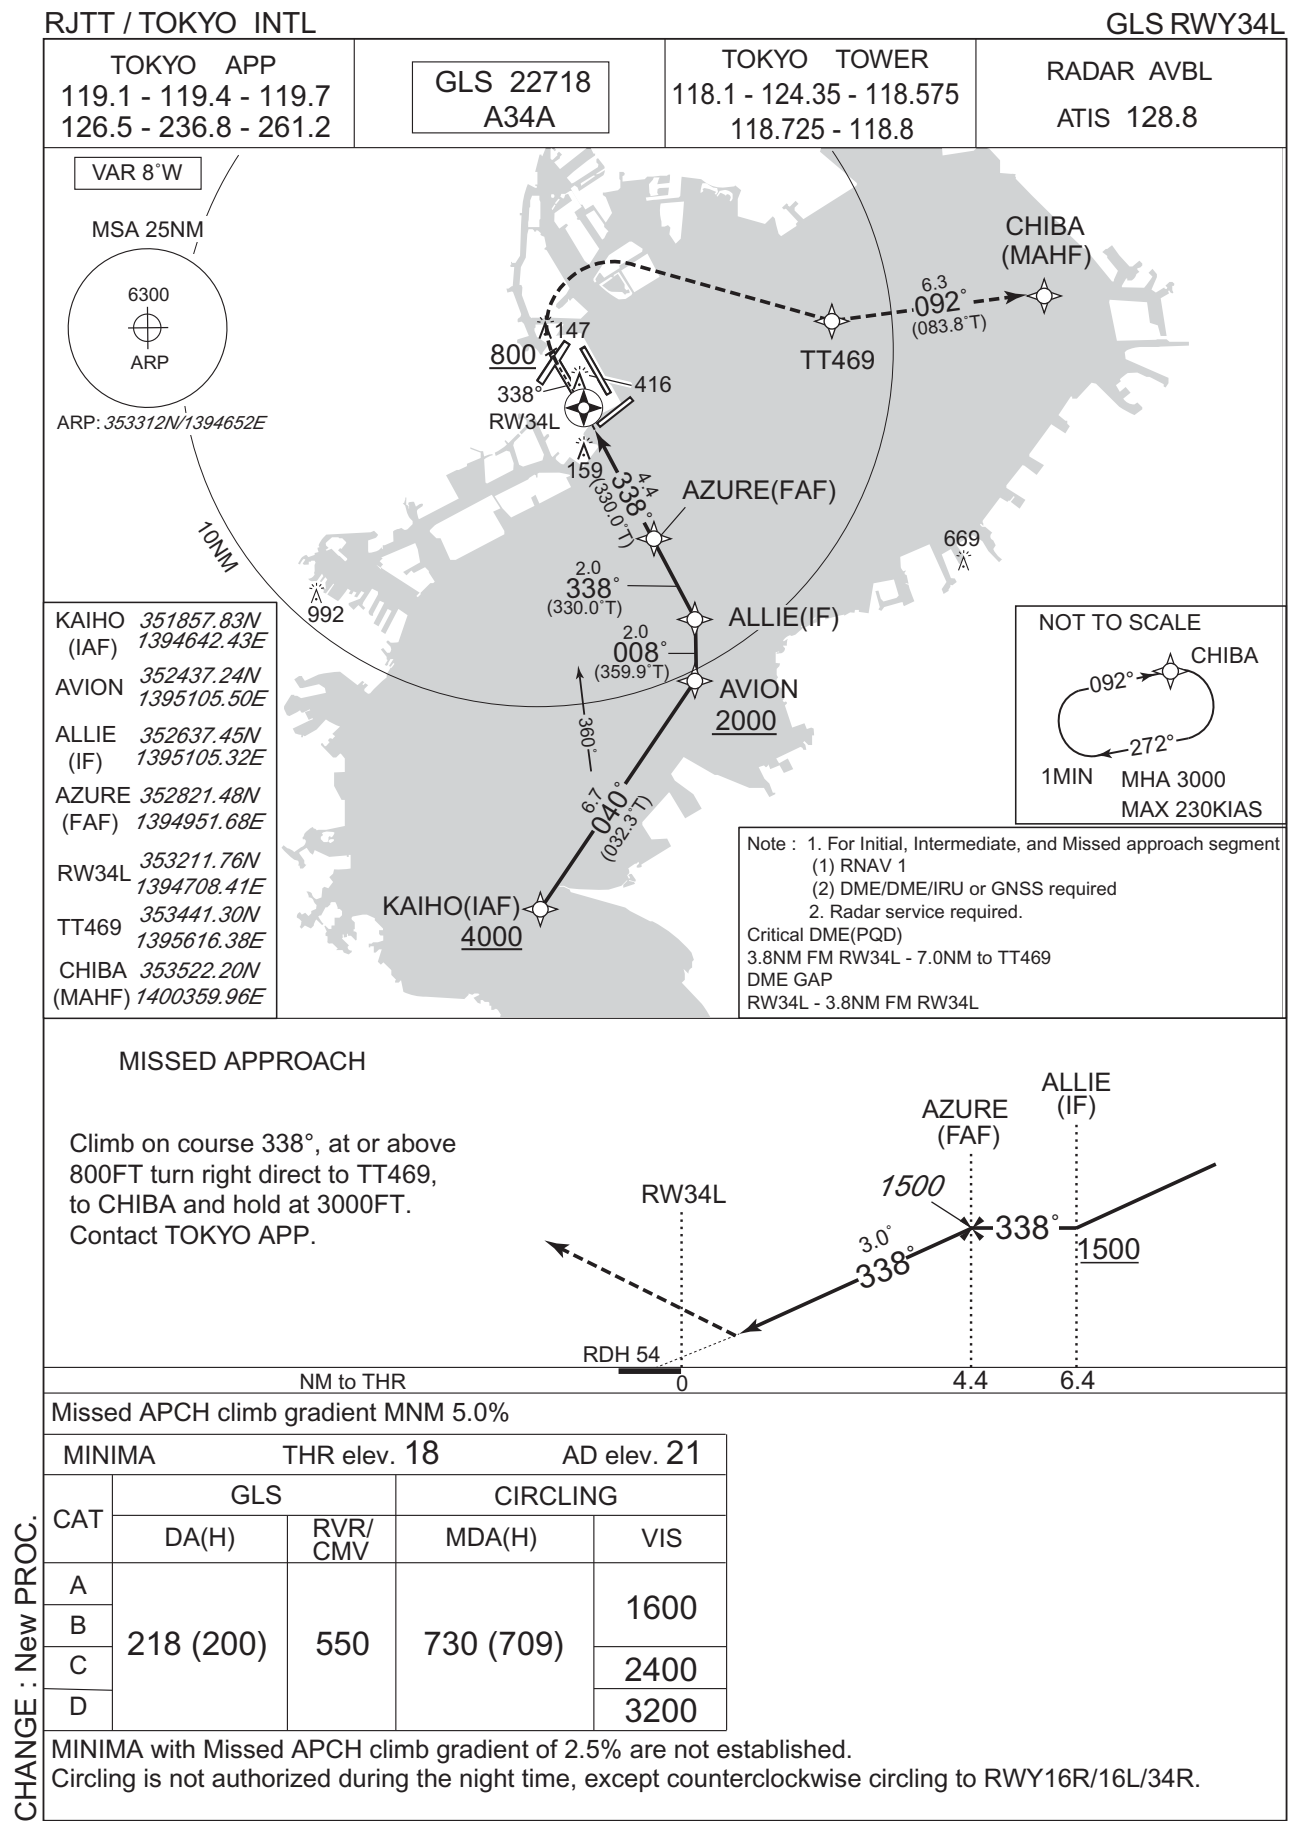 RJTT / TOKYO INTL
GLS RWY34L
TOKYO APP
119.1 - 119.4 - 119.7
126.5 - 236.8 - 261.2
GLS 22718
A34A
TOKYO TOWER
118.1 - 124.35 - 118.575
118.725 - 118.8
RADAR AVBL
ATIS 128.8
VAR 8°W
MSA 25NM
6300
ARP
ARP: 353312N/1394652E
10NM
CHIBA
(MAHF)
6.3
092°
(083.8°T)
TT469
147
800
416
338°
RW34L
159
4.4
338°
(330.0°T)
AZURE(FAF)
669
992
2.0
338°
(330.0°T)
ALLIE(IF)
2.0
008°
(359.9°T)
AVION
2000
360°
6.7
040°
(032.3°T)
KAIHO(IAF)
4000
KAIHO 351857.83N
(IAF) 1394642.43E
AVION 352437.24N
1395105.50E
ALLIE 352637.45N
(IF) 1395105.32E
AZURE 352821.48N
(FAF) 1394951.68E
RW34L 353211.76N
1394708.41E
TT469 353441.30N
1395616.38E
CHIBA 353522.20N
(MAHF) 1400359.96E
NOT TO SCALE
CHIBA
092°
272°
1MIN MHA 3000
MAX 230KIAS
Note : 1. For Initial, Intermediate, and Missed approach segment
(1) RNAV 1
(2) DME/DME/IRU or GNSS required
2. Radar service required.
Critical DME(PQD)
3.8NM FM RW34L - 7.0NM to TT469
DME GAP
RW34L - 3.8NM FM RW34L
MISSED APPROACH
Climb on course 338°, at or above
800FT turn right direct to TT469,
to CHIBA and hold at 3000FT.
Contact TOKYO APP.
ALLIE
(IF)
AZURE
(FAF)
RW34L
1500
3.0°
338°
338°
1500
RDH 54
NM to THR 0 4.4 6.4
Missed APCH climb gradient MNM 5.0%
MINIMA THR elev. 18 AD elev. 21
CAT GLS CIRCLING
DA(H) RVR/ MDA(H) VIS
CMV
A
B
C
D
218 (200) 550 730 (709)
1600
2400
3200
MINIMA with Missed APCH climb gradient of 2.5% are not established.
Circling is not authorized during the night time, except counterclockwise circling to RWY16R/16L/34R.
CHANGE : New PROC.